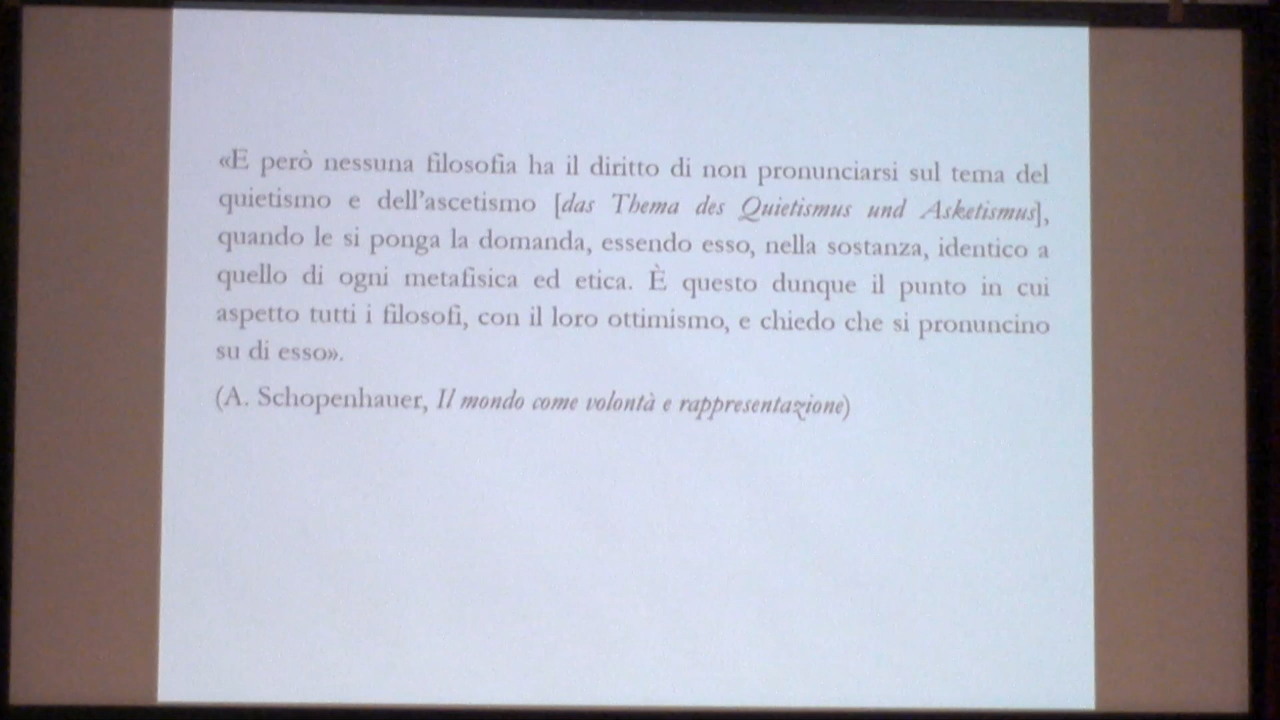 «E però nessuna filosofia ha il diritto di non pronunciarsi sul tema del
quietismo e dell'ascetismo [das Thema des Quietismus und Asketismus],
quando le si ponga la domanda, essendo esso, nella sostanza, identico a
quello di ogni metafisica ed etica. È questo dunque il punto in cui
aspetto tutti i filosofi, con il loro ottimismo, e chiedo che si pronuncino
su di esso».
(A. Schopenhauer, Il mondo come volontà e rappresentazione)